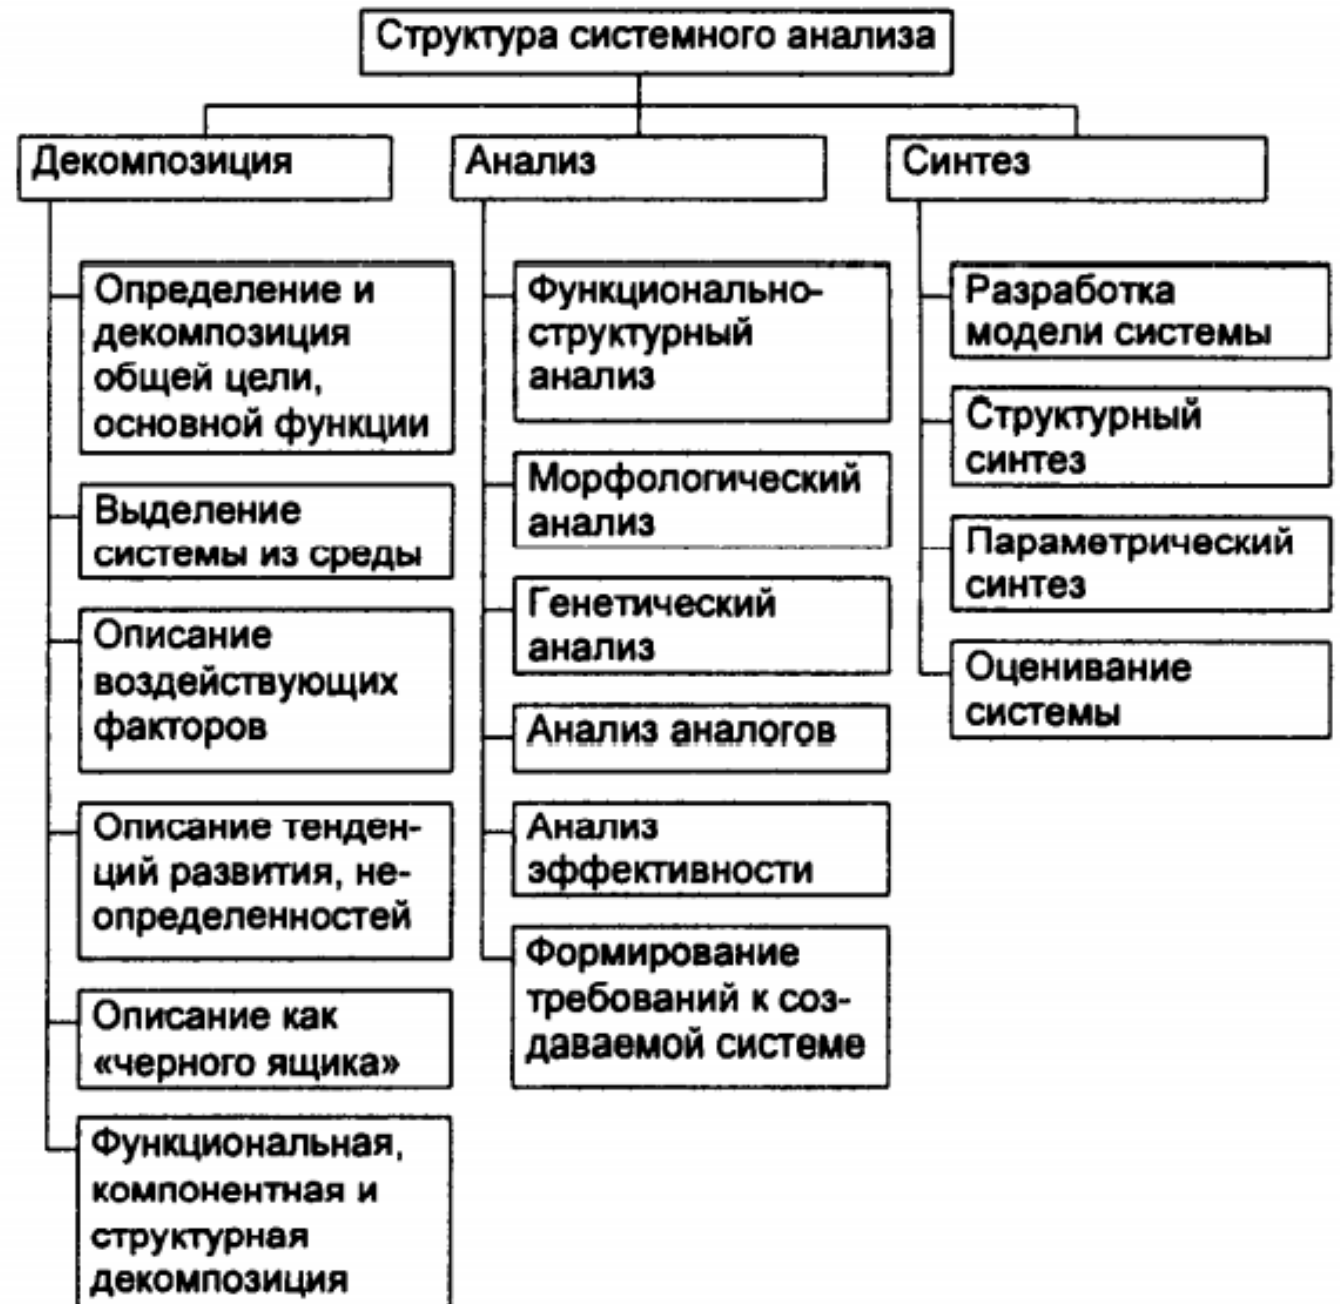 Структура системного анализа
Декомпозиция
Определение и
декомпозиция
общей цели,
основной функции
Выделение
системы из среды
Описание
воздействующих
факторов
Описание тенден-
ций развития, не-
определенностей
Описание как
«черного ящика»
Функциональная,
компонентная и
структурная
декомпозиция
Анализ
Функционально-
структурный
анализ
Морфологический
анализ
Генетический
анализ
Анализ аналогов
Анализ
эффективности
Формирование
требований к соз-
даваемой системе
Синтез
Разработка
модели системы
Структурный
синтез
Параметрический
синтез
Оценивание
системы